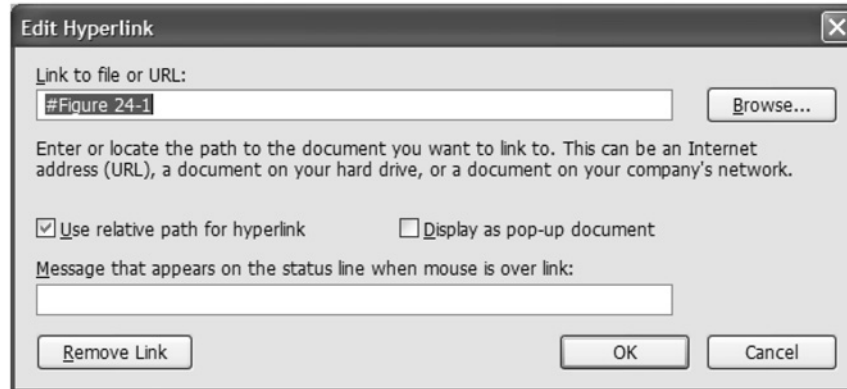 Edit Hyperlink
Link to file or URL:
#Figure 24-1
Browse...
Enter or locate the path to the document you want to link to. This can be an Internet
address (URL), a document on your hard drive, or a document on your company's network.
Use relative path for hyperlink
Display as pop-up document
Message that appears on the status line when mouse is over link:
Remove Link
OK
Cancel